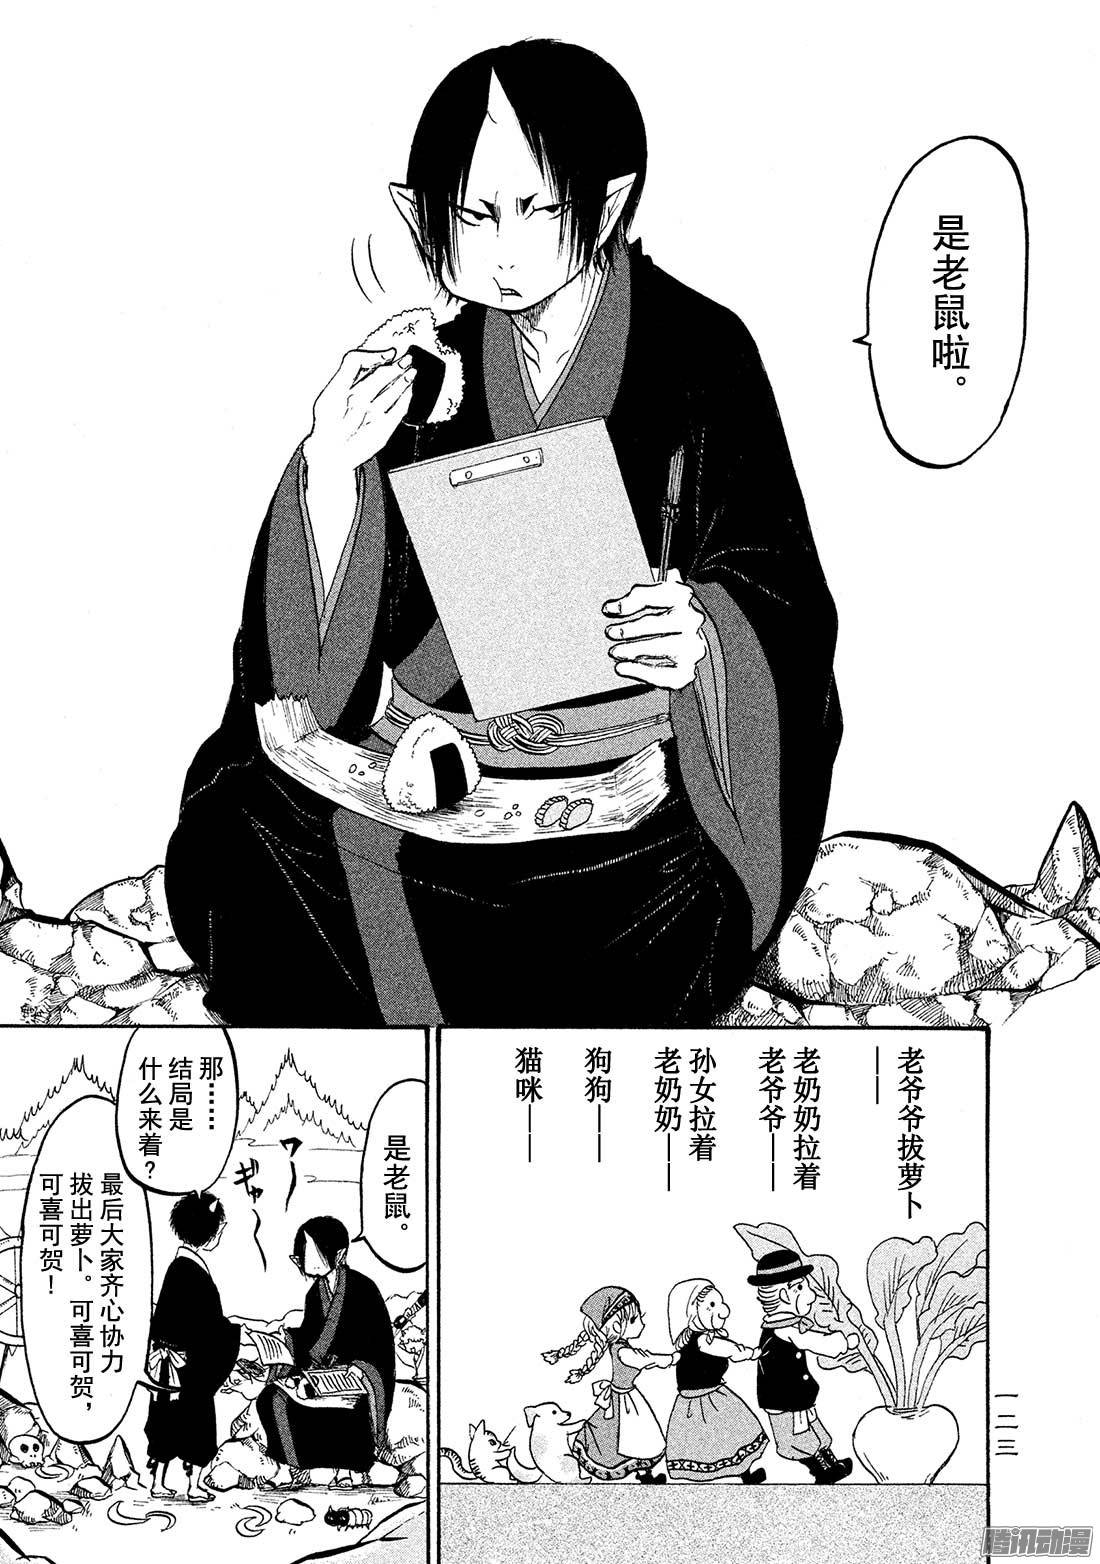 是老鼠啦。
老爷爷拔萝卜
——
老奶奶拉着
老爷爷——
孙女拉着
老奶奶——
狗狗——
猫咪——
一二三
是老鼠。
那……
结局是
什么来着?
ワー〜
ギャー〜
最后大家齐心协力
拔出萝卜。可喜可贺，
可喜可贺！
腾讯动漫